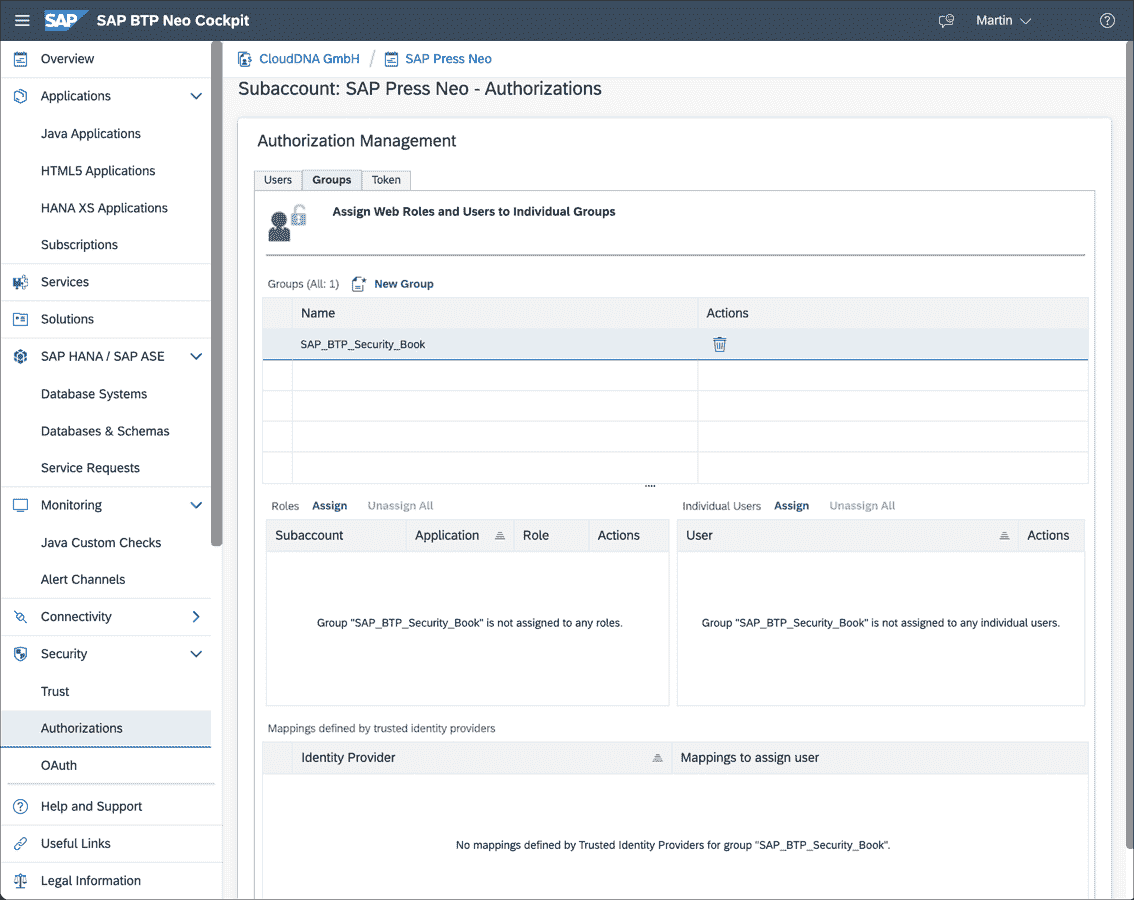 SAP SAP BTP Neo Cockpit Martin
Overview
Applications
Java Applications
HTML5 Applications
HANA XS Applications
Subscriptions
Services
Solutions
SAP HANA / SAP ASE
Database Systems
Databases & Schemas
Service Requests
Monitoring
Java Custom Checks
Alert Channels
Connectivity
Security
Trust
Authorizations
OAuth
Help and Support
Useful Links
Legal Information
CloudDNA GmbH / SAP Press Neo
Subaccount: SAP Press Neo - Authorizations
Authorization Management
Users Groups Token
Assign Web Roles and Users to Individual Groups
Groups (All: 1) New Group
Name Actions
SAP_BTP_Security_Book
Roles Assign Unassign All
Subaccount Application Role Actions
Group "SAP_BTP_Security_Book" is not assigned to any roles.
Individual Users Assign Unassign All
User Actions
Group "SAP_BTP_Security_Book" is not assigned to any individual users.
Mappings defined by trusted identity providers
Identity Provider Mappings to assign user
No mappings defined by Trusted Identity Providers for group "SAP_BTP_Security_Book".